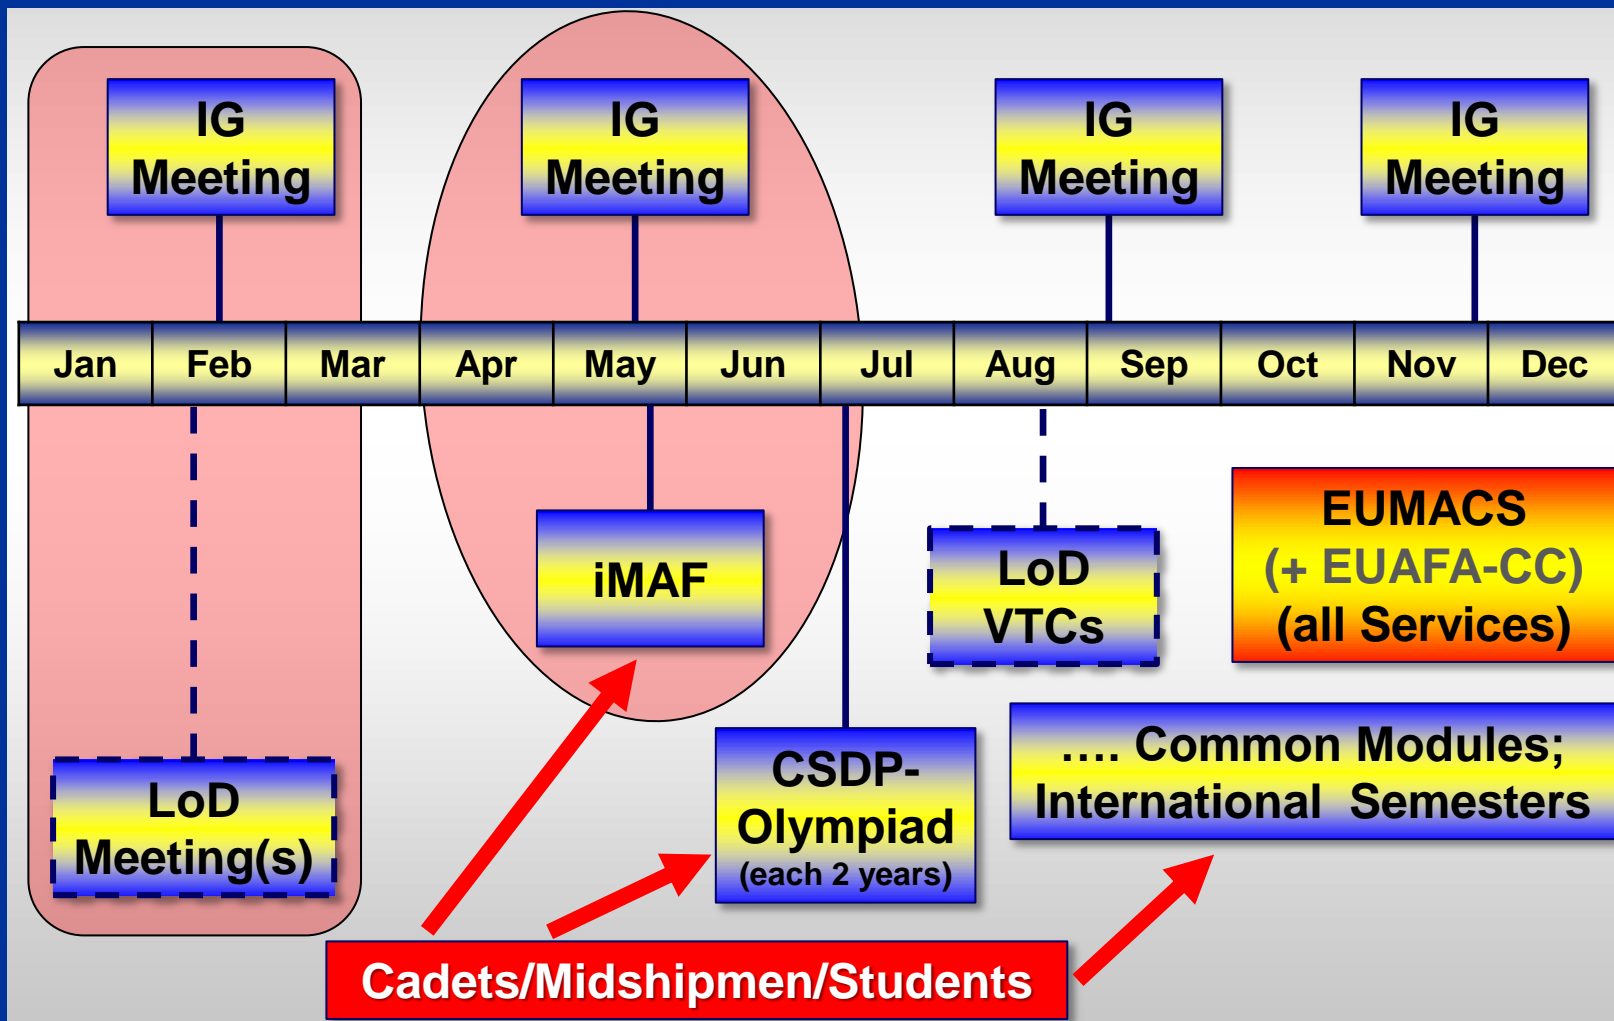 IG
Meeting
IG
Meeting
IG
Meeting
IG
Meeting
Jan Feb Mar Apr May Jun Jul Aug Sep Oct Nov Dec
iMAF
LoD
VTCs
EUMACS
(+ EUAFA-CC)
(all Services)
LoD
Meeting(s)
CSDP-
Olympiad
(each 2 years)
…. Common Modules;
International Semesters
Cadets/Midshipmen/Students